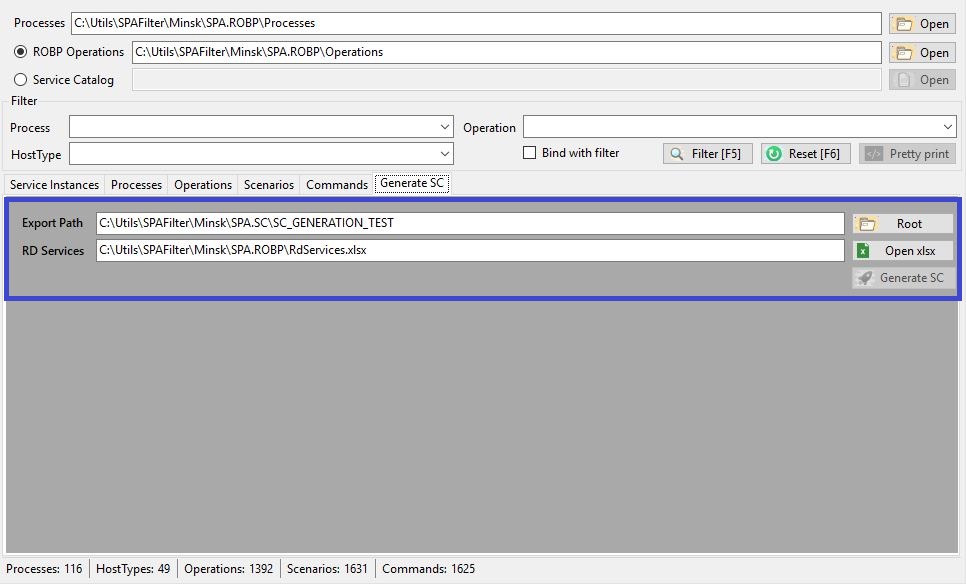 Processes C:\Utils\SPAFilter\Minsk\SPA.ROBP\Processes Open
ROBP Operations C:\Utils\SPAFilter\Minsk\SPA.ROBP\Operations Open
Service Catalog Open
Filter
Process Operation
HostType Bind with filter Filter [F5] Reset [F6] </> Pretty print
Service Instances Processes Operations Scenarios Commands Generate SC
Export Path C:\Utils\SPAFilter\Minsk\SPA.SC\SC_GENERATION_TEST Root
RD Services C:\Utils\SPAFilter\Minsk\SPA.ROBP\RdServices.xlsx x Open xlsx
Generate SC
Processes: 116 HostTypes: 49 Operations: 1392 Scenarios: 1631 Commands: 1625